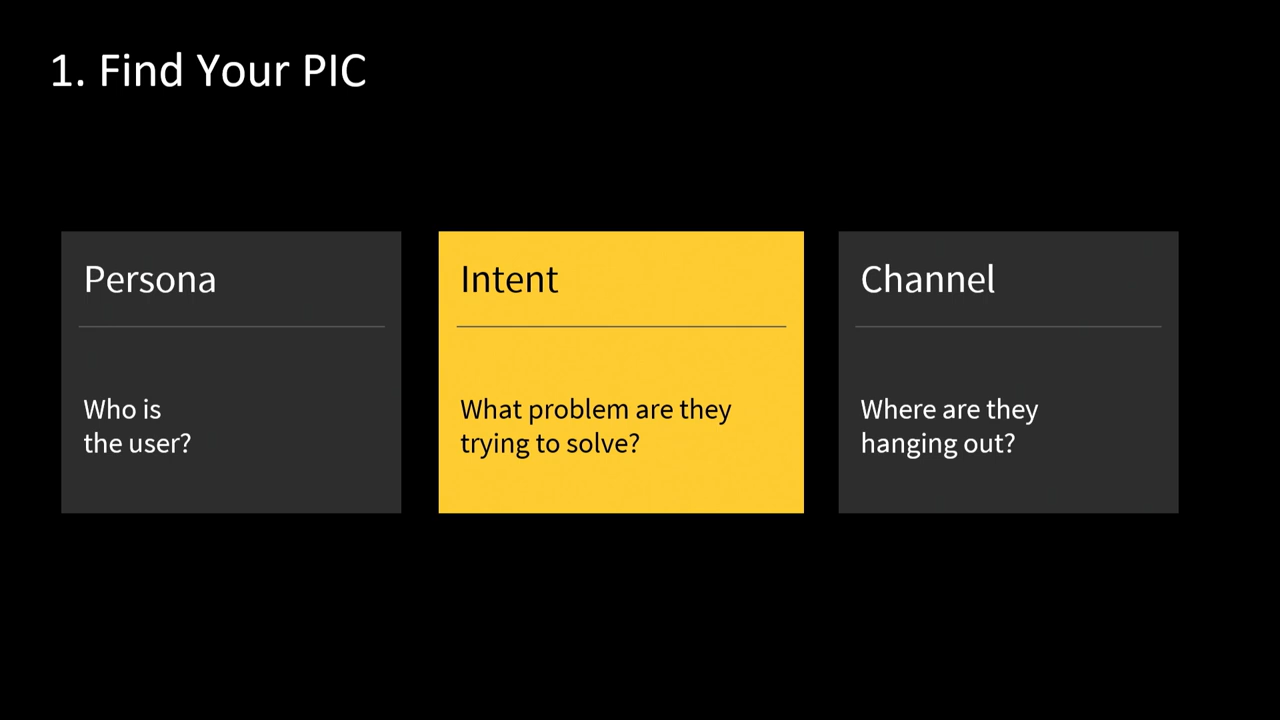 1. Find Your PIC
Persona
Who is
the user?
Intent
What problem are they
trying to solve?
Channel
Where are they
hanging out?